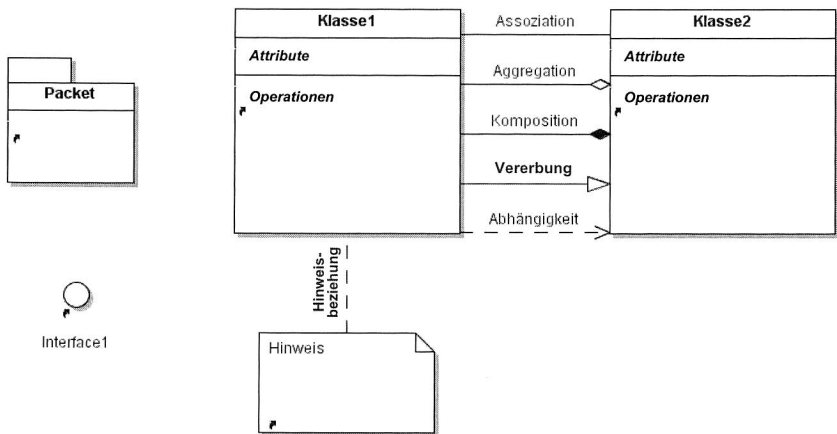 Klasse1
Assoziation
Klasse2
Attribute
Attribute
Aggregation
Packet
Operationen
Operationen
Komposition
Vererbung
Abhängigkeit
Hinweis-
beziehung
Interface1
Hinweis